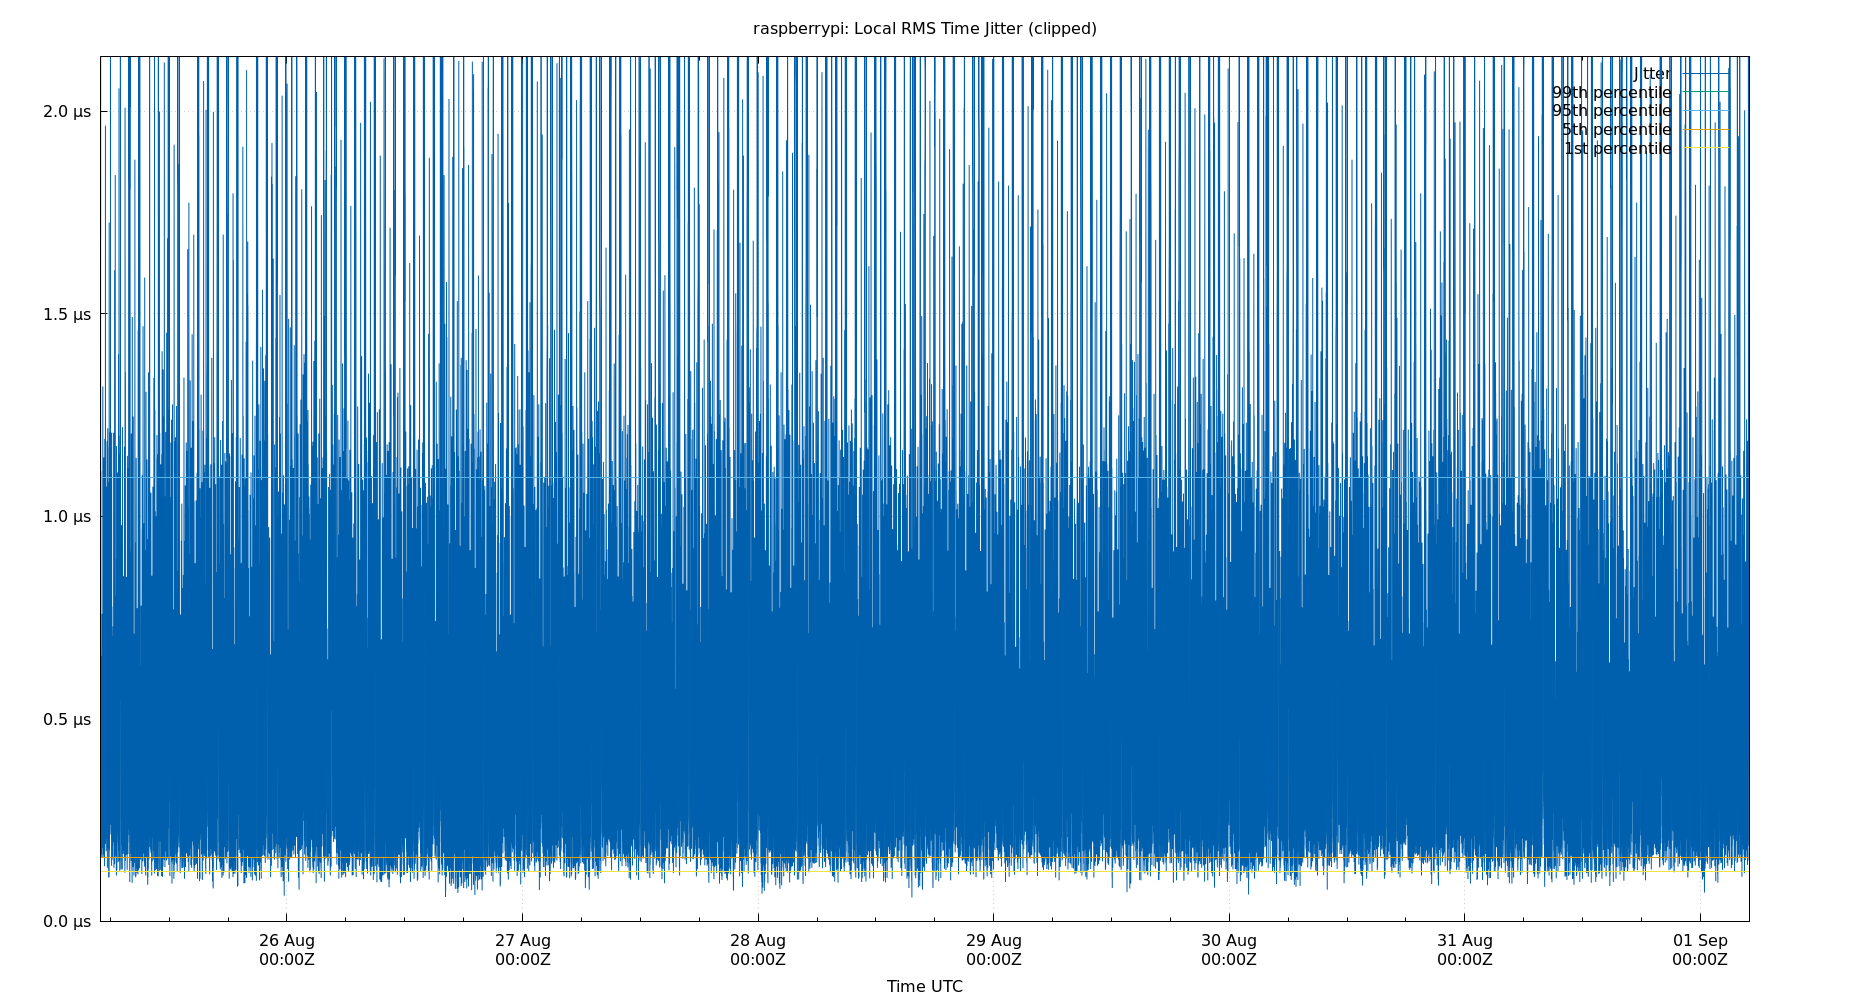 raspberrypi: Local RMS Time Jitter (clipped)
Jitter
99th percentile
95th percentile
5th percentile
1st percentile
2.0 µs
1.5 µs
1.0 µs
0.5 µs
0.0 µs
26 Aug 27 Aug 28 Aug 29 Aug 30 Aug 31 Aug 01 Sep
00:00Z 00:00Z 00:00Z 00:00Z 00:00Z 00:00Z 00:00Z
Time UTC